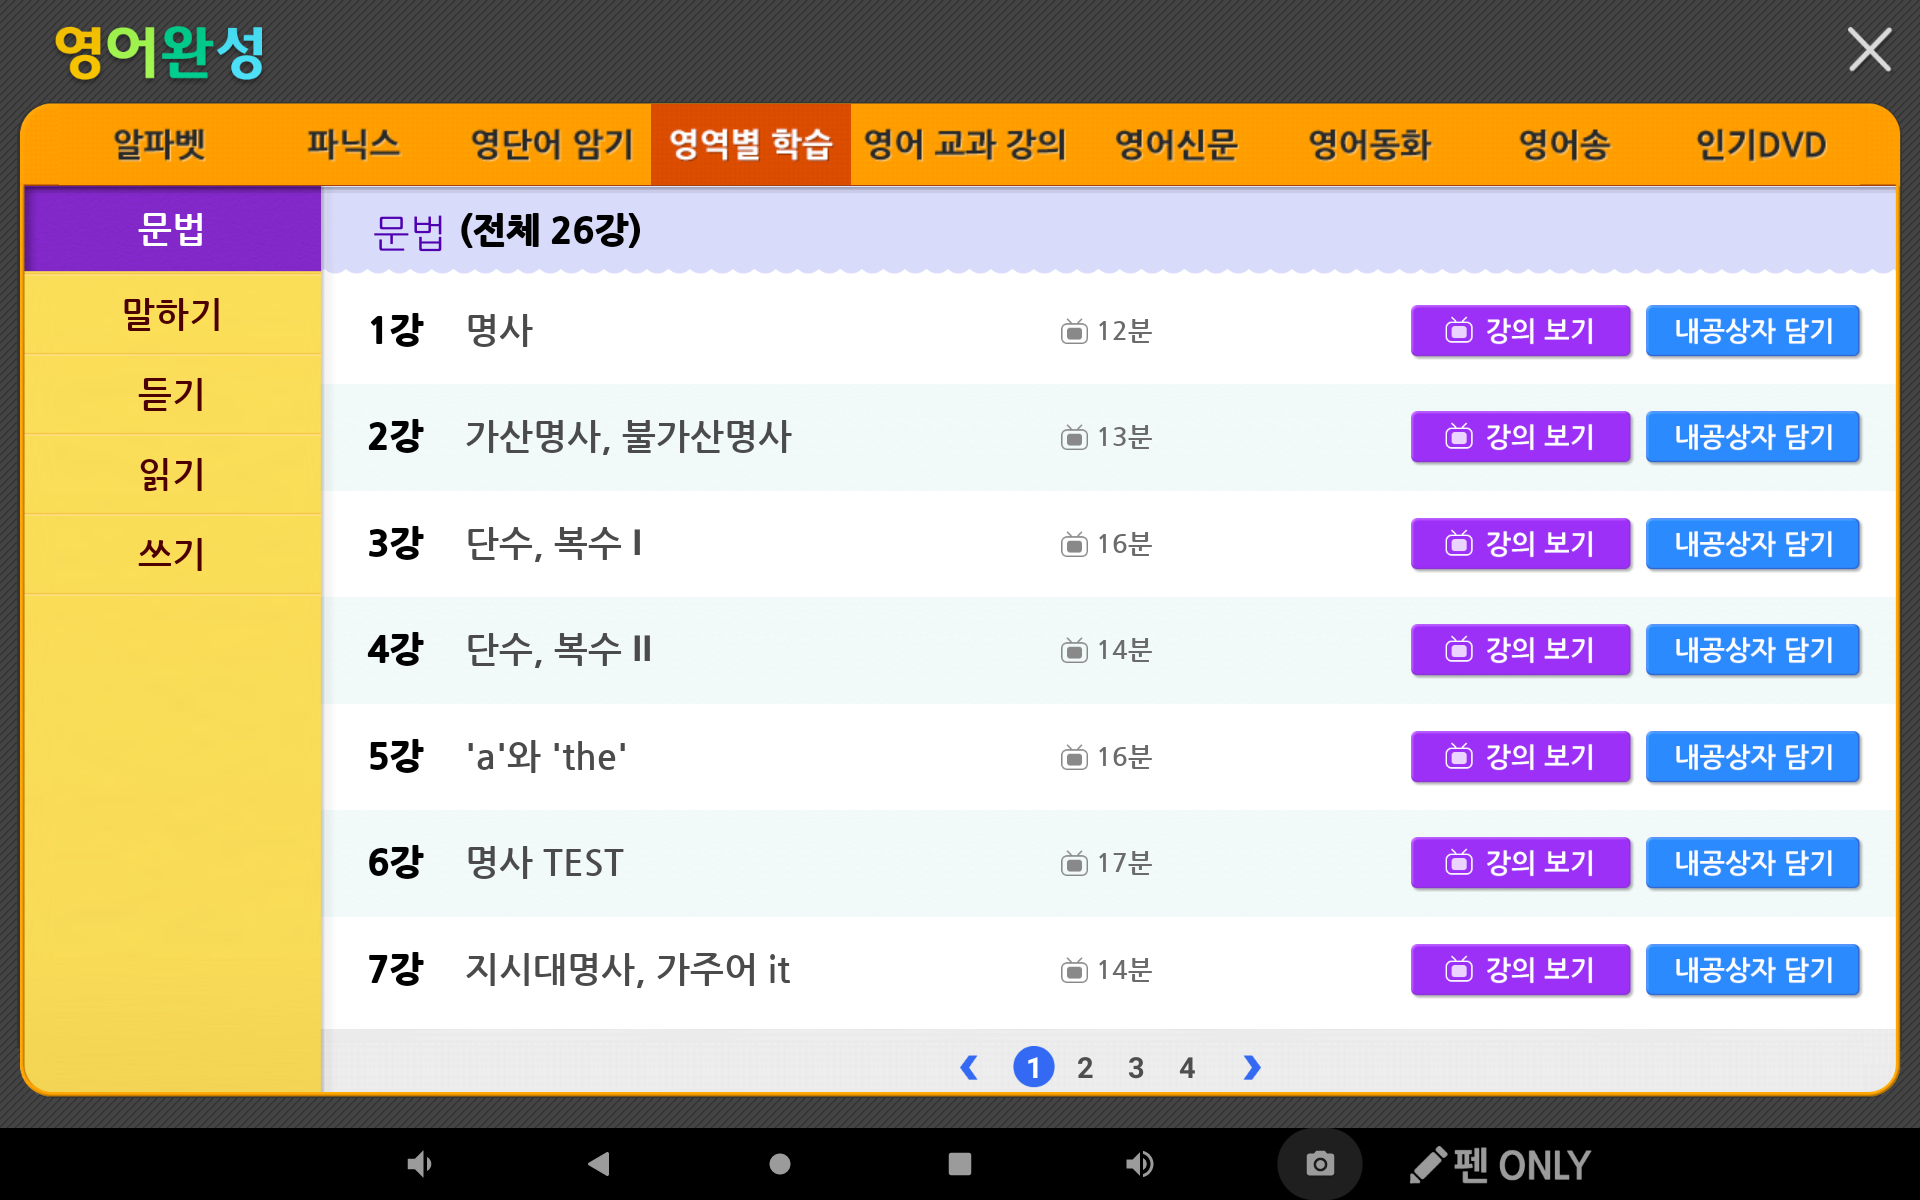 영어완성
알파벳 파닉스 영단어 암기 영역별 학습 영어 교과 강의 영어신문 영어동화 영어송 인기DVD
문법
말하기
듣기
읽기
쓰기
문법 (전체 26강)
1강 명사 12분 강의 보기 내공상자 담기
2강 가산명사, 불가산명사 13분 강의 보기 내공상자 담기
3강 단수, 복수 Ⅰ 16분 강의 보기 내공상자 담기
4강 단수, 복수 Ⅱ 14분 강의 보기 내공상자 담기
5강 'a'와 'the' 16분 강의 보기 내공상자 담기
6강 명사 TEST 17분 강의 보기 내공상자 담기
7강 지시대명사, 가주어 it 14분 강의 보기 내공상자 담기
1 2 3 4
펜 ONLY